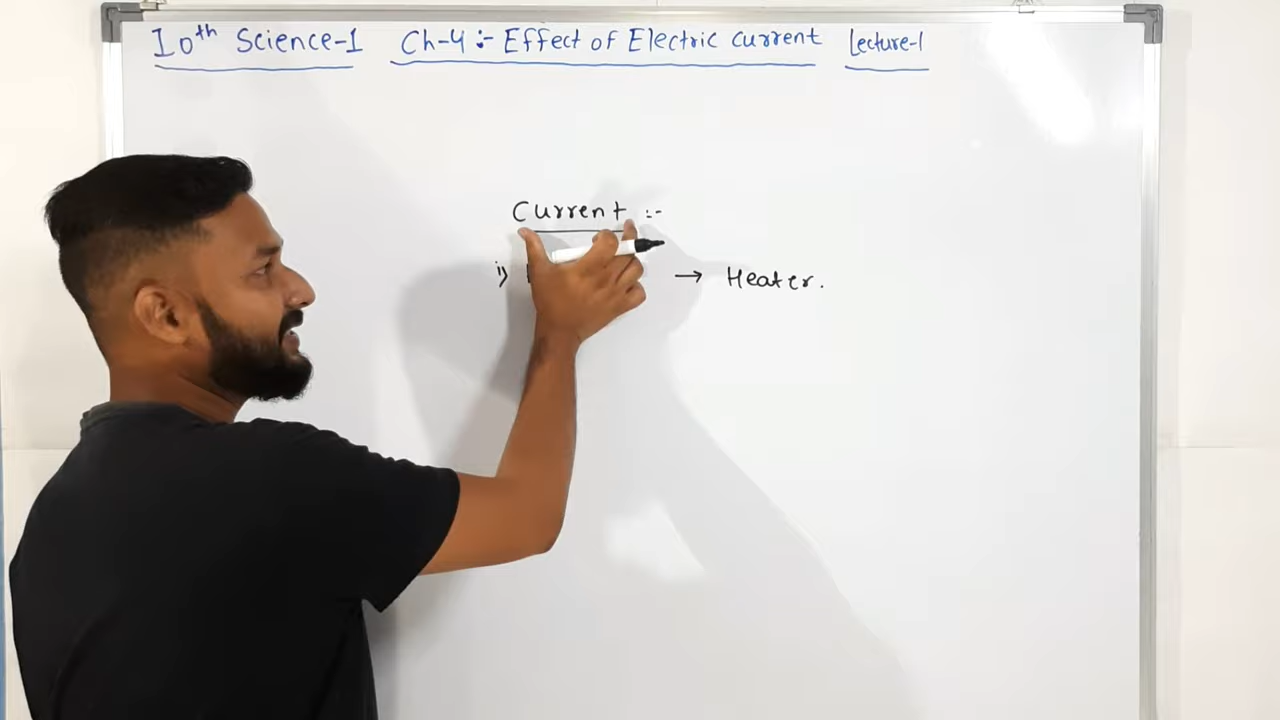 10th Science-1 Ch-4 :- Effect of Electric current Lecture-1
Current :-
i) → Heater.